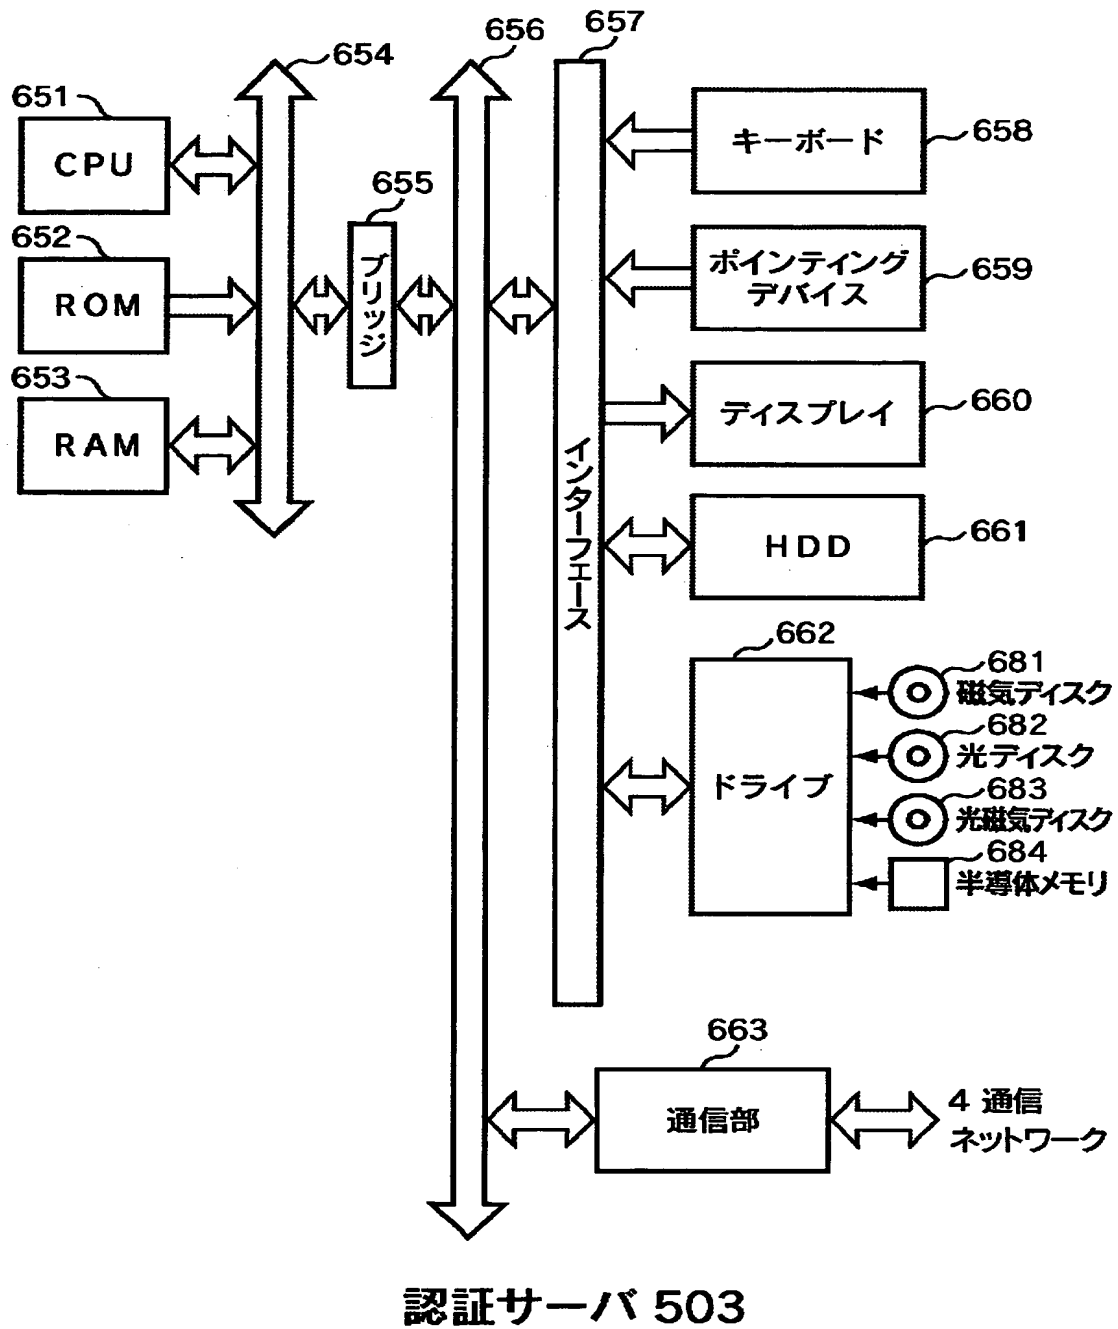 654
656
657
651
CPU
652
ROM
653
RAM
655
ブリッジ
インターフェース
キーボード
658
ポインティング
デバイス
659
ディスプレイ
660
HDD
661
662
ドライブ
681
磁気ディスク
682
光ディスク
683
光磁気ディスク
684
半導体メモリ
663
通信部
4 通信
ネットワーク
認証サーバ 503